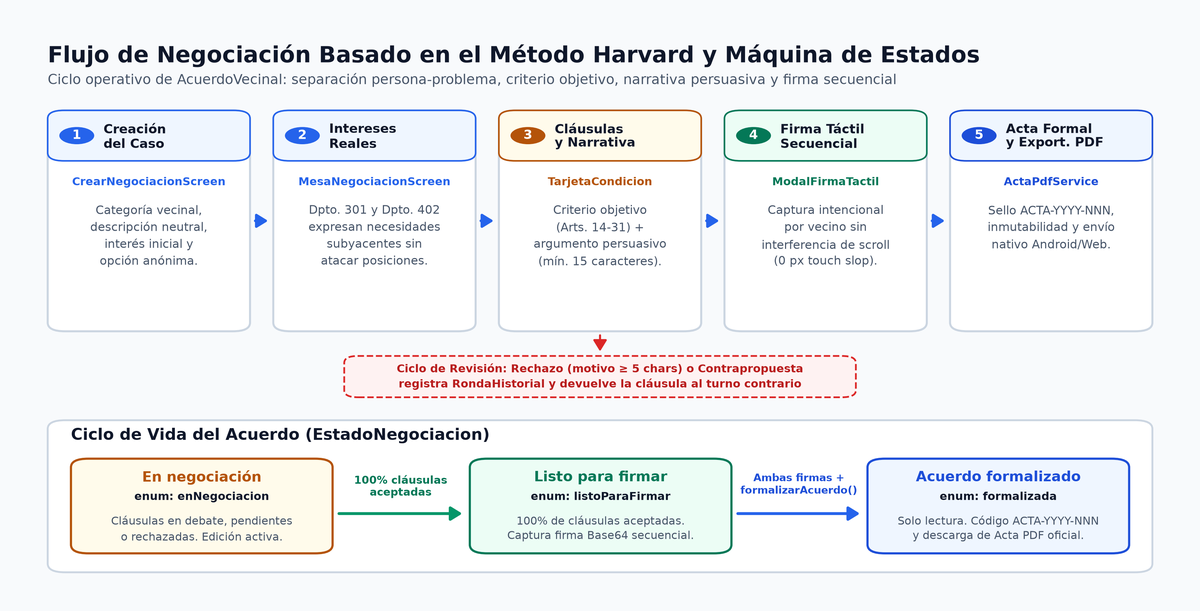 Flujo de Negociación Basado en el Método Harvard y Máquina de Estados
Ciclo operativo de AcuerdoVecinal: separación persona-problema, criterio objetivo, narrativa persuasiva y firma secuencial
1
Creación
del Caso
CrearNegociacionScreen
Categoría vecinal,
descripción neutral,
interés inicial y
opción anónima.
2
Intereses
Reales
MesaNegociacionScreen
Dpto. 301 y Dpto. 402
expresan necesidades
subyacentes sin
atacar posiciones.
3
Cláusulas
y Narrativa
TarjetaCondicion
Criterio objetivo
(Arts. 14-31) +
argumento persuasivo
(mín. 15 caracteres).
4
Firma Táctil
Secuencial
ModalFirmaTactil
Captura intencional
por vecino sin
interferencia de scroll
(0 px touch slop).
5
Acta Formal
y Export. PDF
ActaPdfService
Sello ACTA-YYYY-NNN,
inmutabilidad y envío
nativo Android/Web.
Ciclo de Revisión: Rechazo (motivo ≥ 5 chars) o Contrapropuesta
registra RondaHistorial y devuelve la cláusula al turno contrario
Ciclo de Vida del Acuerdo (EstadoNegociacion)
En negociación
enum: enNegociacion
Cláusulas en debate, pendientes
o rechazadas. Edición activa.
100% cláusulas
aceptadas
Listo para firmar
enum: listoParaFirmar
100% de cláusulas aceptadas.
Captura firma Base64 secuencial.
Ambas firmas +
formalizarAcuerdo()
Acuerdo formalizado
enum: formalizada
Solo lectura. Código ACTA-YYYY-NNN
y descarga de Acta PDF oficial.